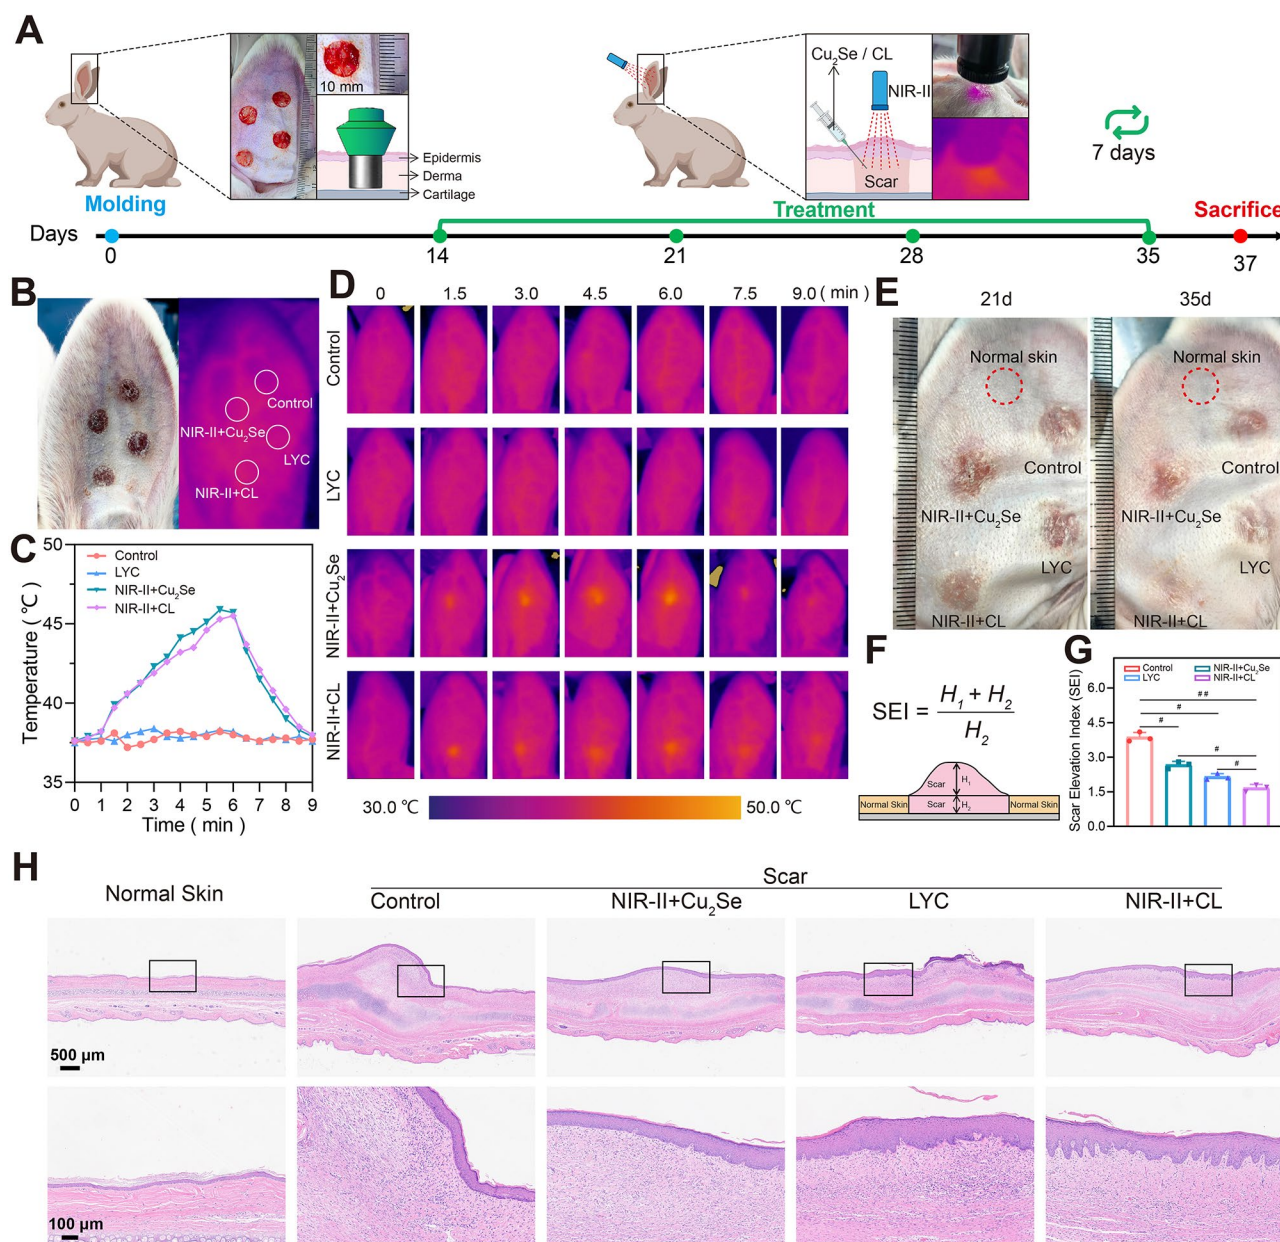 A
10 mm
Epidermis
Derma
Cartilage
Cu2Se / CL
NIR-II
Scar
7 days
Molding
Treatment
Sacrifice
Days
0
14
21
28
35
37
B
Control
NIR-II+Cu2Se
LYC
NIR-II+CL
C
50
45
40
35
Temperature ( ℃ )
Control
LYC
NIR-II+Cu2Se
NIR-II+CL
0 1 2 3 4 5 6 7 8 9
Time ( min )
D
0 1.5 3.0 4.5 6.0 7.5 9.0 ( min )
Control
LYC
NIR-II+Cu2Se
NIR-II+CL
30.0 ℃
50.0 ℃
E
21d 35d
Normal skin
Control
NIR-II+Cu2Se
LYC
NIR-II+CL
Normal skin
Control
NIR-II+Cu2Se
LYC
NIR-II+CL
F
SEI = H1 + H2
H2
Scar H1
Normal Skin Scar H2 Normal Skin
G
Control NIR-II+Cu2Se
LYC NIR-II+CL
Scar Elevation Index (SEI)
6.0
4.5
3.0
1.5
0.0
# #
#
#
#
#
H
Scar
Normal Skin Control NIR-II+Cu2Se LYC NIR-II+CL
500 µm
100 µm